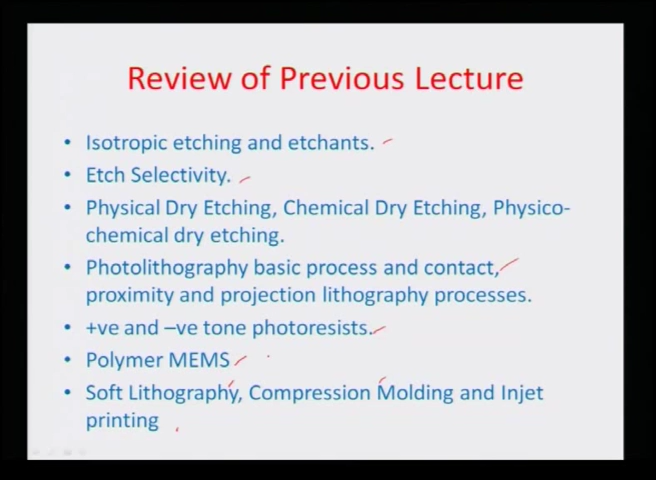 Review of Previous Lecture
• Isotropic etching and etchants.
• Etch Selectivity.
• Physical Dry Etching, Chemical Dry Etching, Physico-
chemical dry etching.
• Photolithography basic process and contact,
proximity and projection lithography processes.
• +ve and –ve tone photoresists.
• Polymer MEMS
• Soft Lithography, Compression Molding and Injet
printing